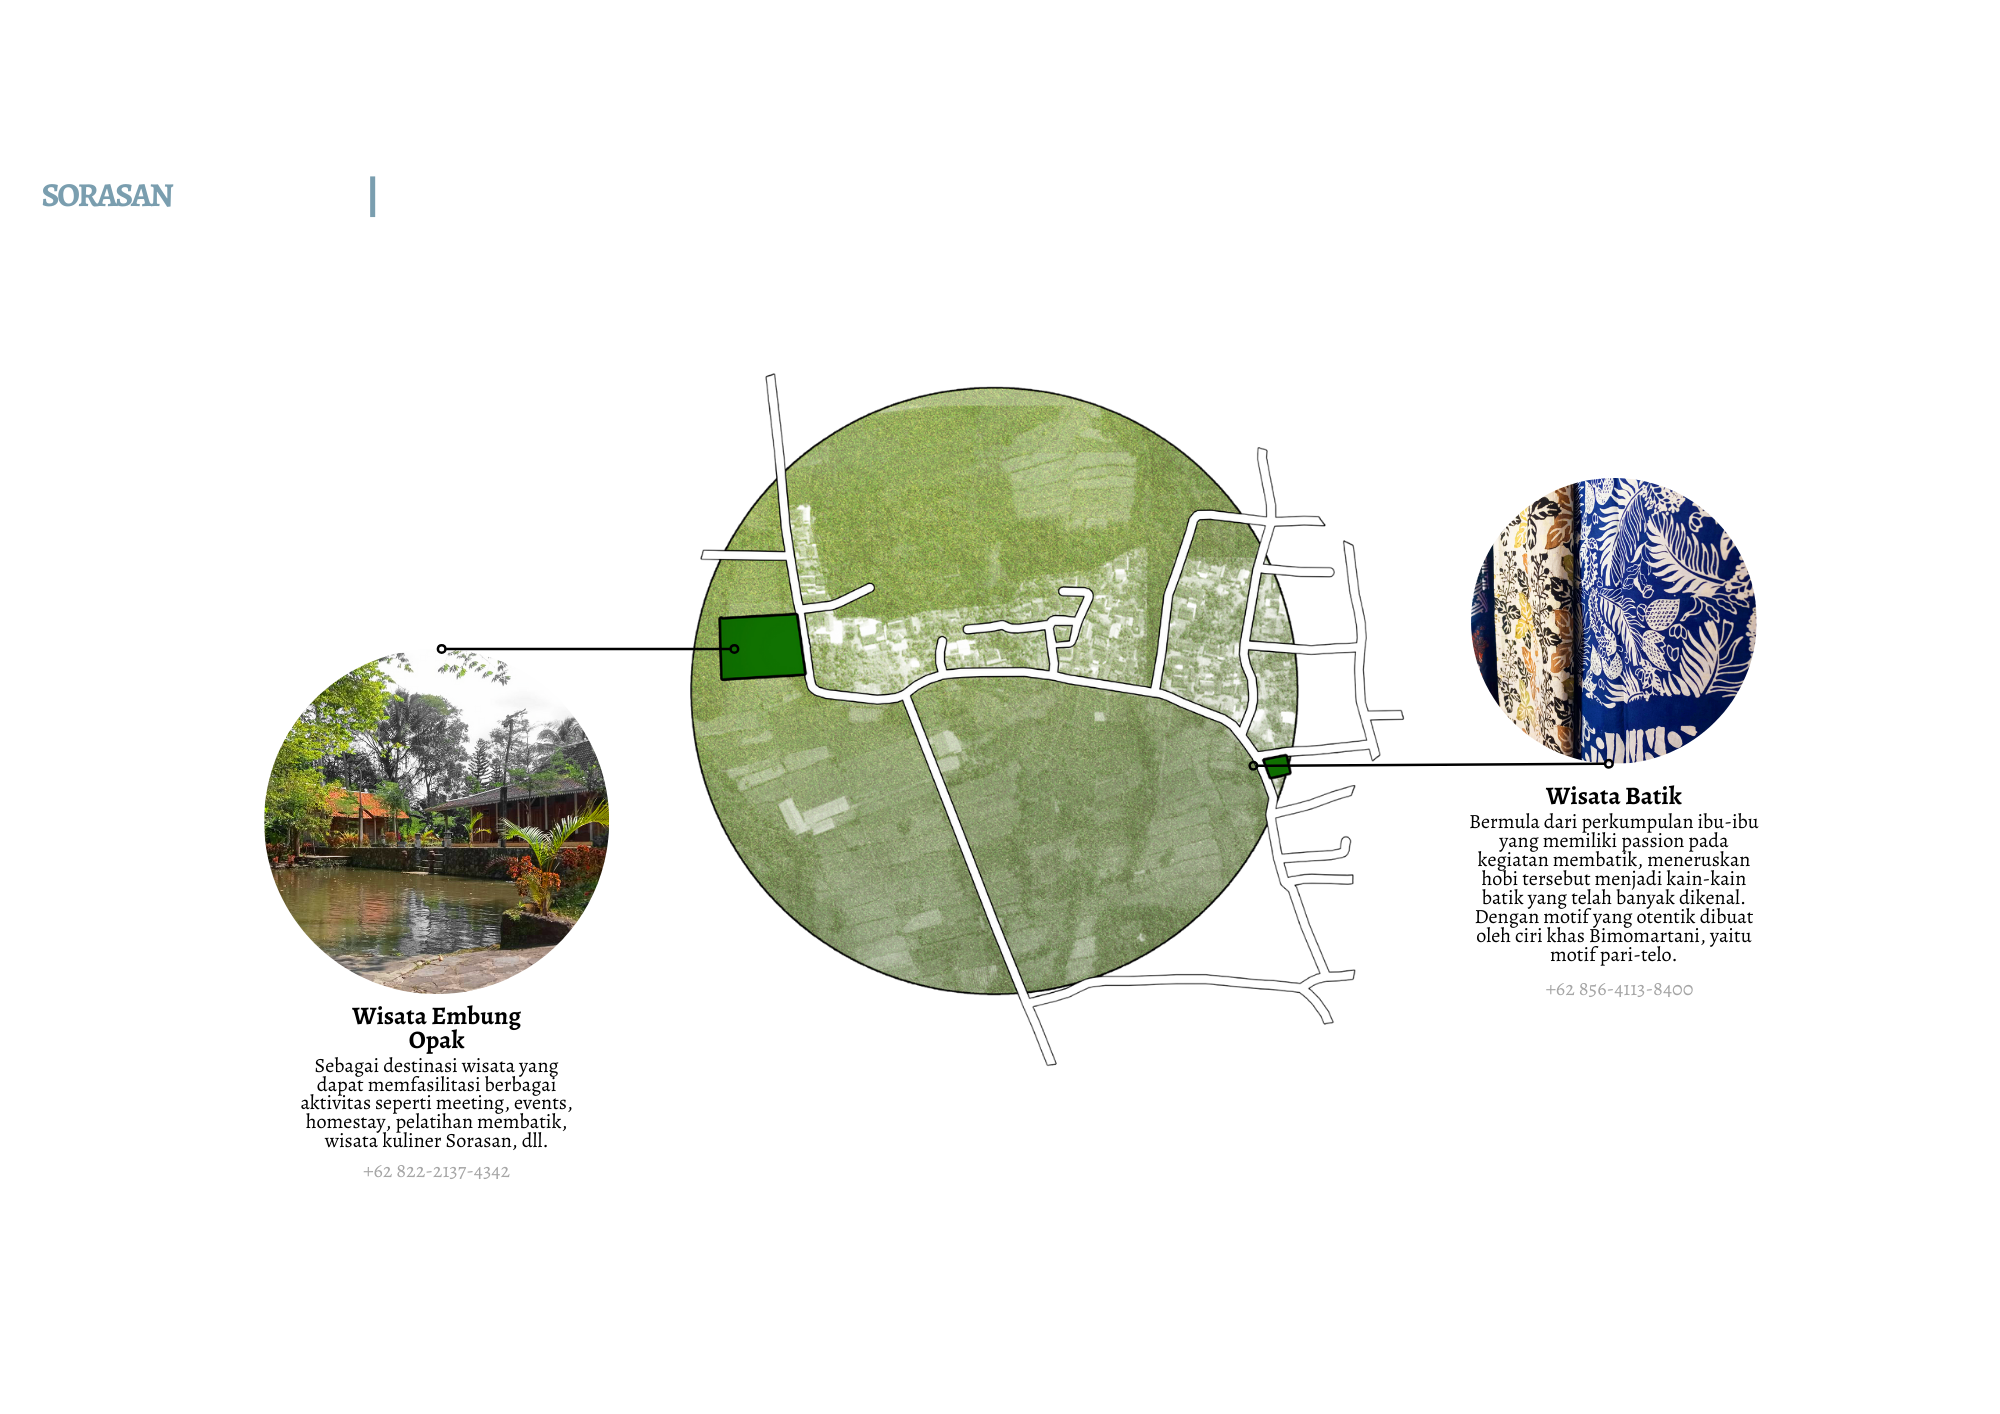 SORASAN
Wisata Embung
Opak
Sebagai destinasi wisata yang
dapat memfasilitasi berbagai
aktivitas seperti meeting, events,
homestay, pelatihan membatik,
wisata kuliner Sorasan, dll.
+62 822-2137-4342
Wisata Batik
Bermula dari perkumpulan ibu-ibu
yang memiliki passion pada
kegiatan membatik, meneruskan
hobi tersebut menjadi kain-kain
batik yang telah banyak dikenal.
Dengan motif yang otentik dibuat
oleh ciri khas Bimomartani, yaitu
motif pari-telo.
+62 856-4113-8400